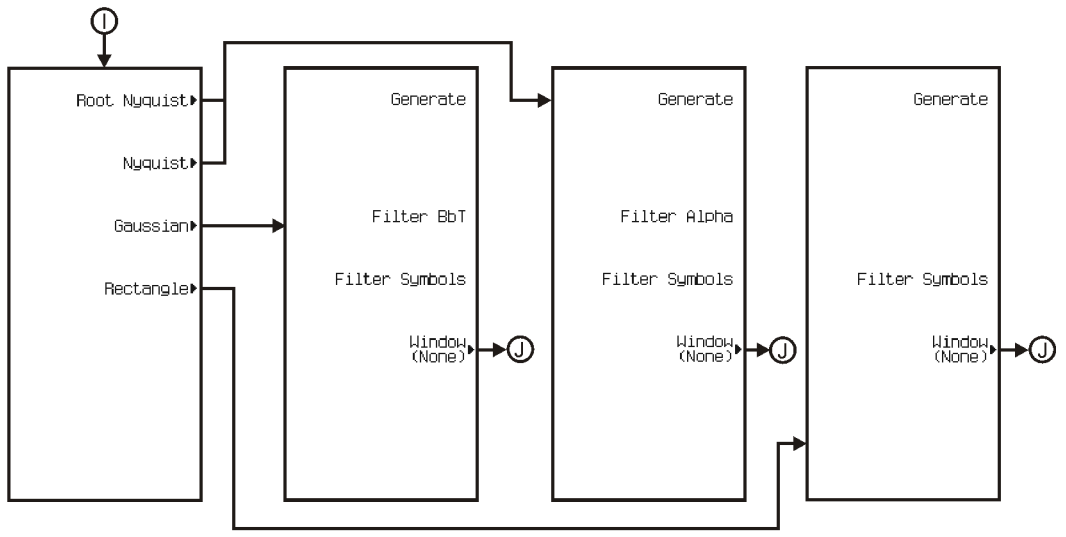 I
Root Nyquist
Nyquist
Gaussian
Rectangle
Generate
Filter BbT
Filter Symbols
Window
(None)
J
Generate
Filter Alpha
Filter Symbols
Window
(None)
J
Generate
Filter Symbols
Window
(None)
J